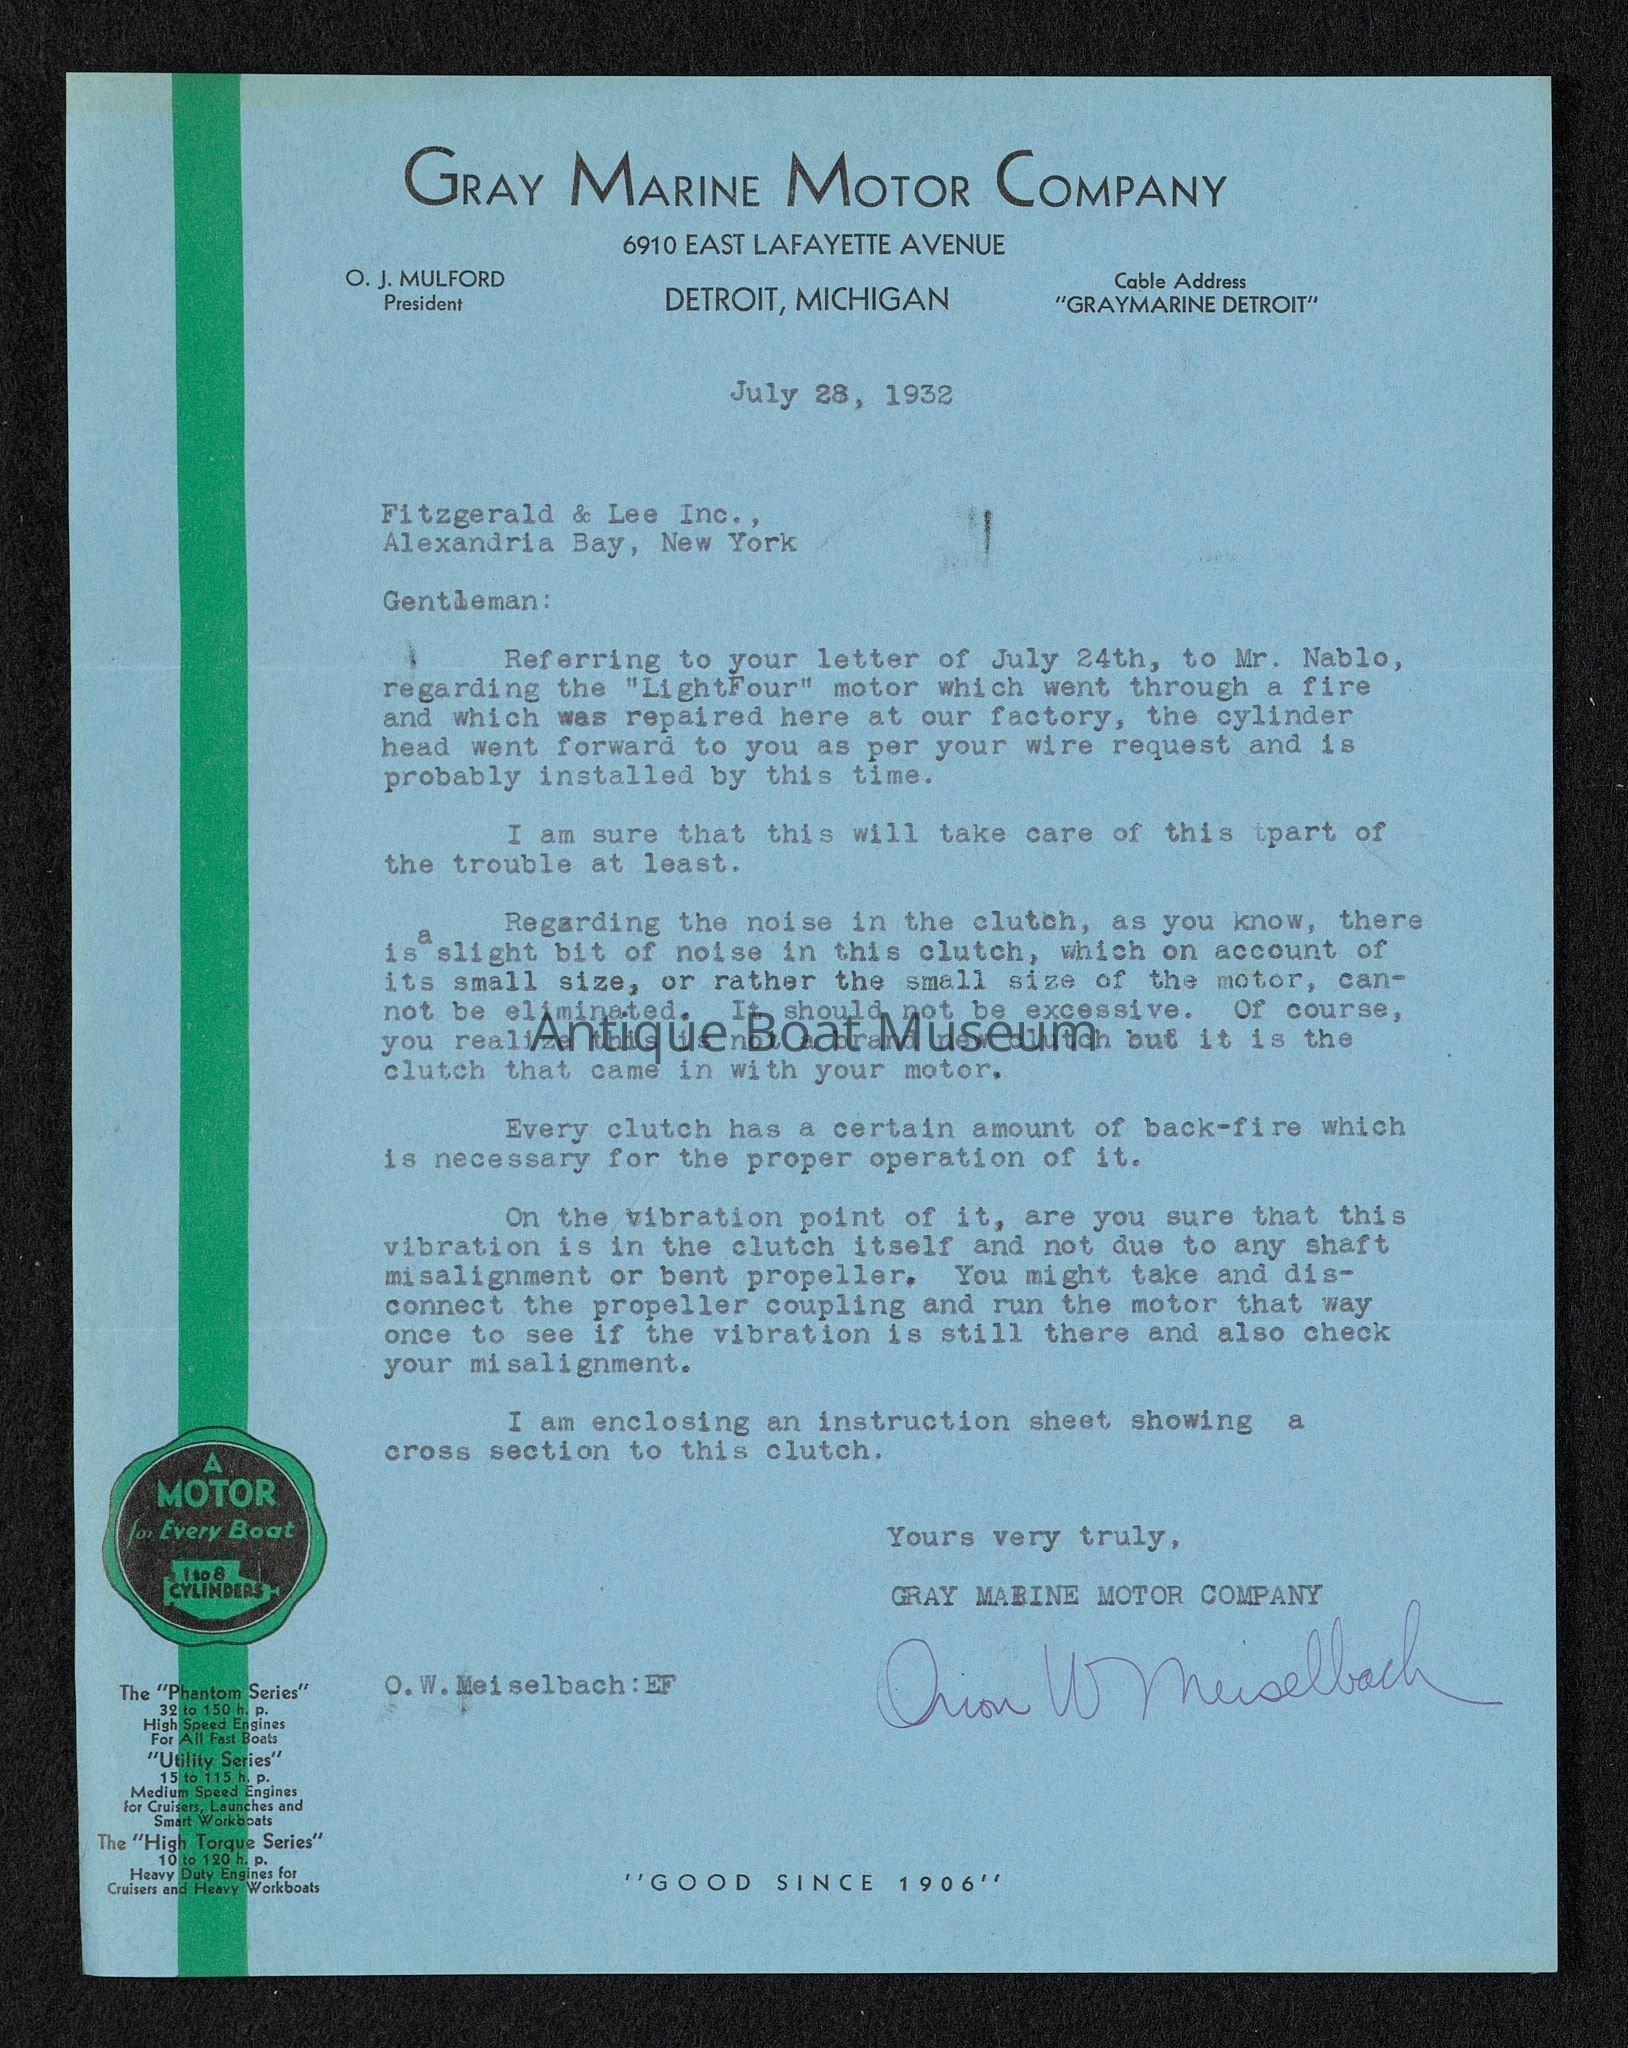 GRAY MARINE MOTOR COMPANY
6910 EAST LAFAYETTE AVENUE
O. J. MULFORD
President
DETROIT, MICHIGAN
Cable Address
"GRAYMARINE DETROIT"
July 28, 1932
Fitzgerald & Lee Inc.,
Alexandria Bay, New York
Gentleman:
Referring to your letter of July 24th, to Mr. Nablo,
regarding the "LightFour" motor which went through a fire
and which was repaired here at our factory, the cylinder
head went forward to you as per your wire request and is
probably installed by this time.
I am sure that this will take care of this tpart of
the trouble at least.
Regarding the noise in the clutch, as you know, there
is a slight bit of noise in this clutch, which on account of
its small size, or rather the small size of the motor, can-
not be eliminated. It should not be excessive. Of course,
you realize this is not a brand new clutch but it is the
clutch that came in with your motor.
Every clutch has a certain amount of back-fire which
is necessary for the proper operation of it.
On the vibration point of it, are you sure that this
vibration is in the clutch itself and not due to any shaft
misalignment or bent propeller. You might take and dis-
connect the propeller coupling and run the motor that way
once to see if the vibration is still there and also check
your misalignment.
I am enclosing an instruction sheet showing a
cross section to this clutch.
Yours very truly,
GRAY MARINE MOTOR COMPANY
Orion W Meiselbach
O.W.Meiselbach:EF
A
MOTOR
for Every Boat
1 to 8
CYLINDERS
The "Phantom Series"
32 to 150 h. p.
High Speed Engines
For All Fast Boats
"Utility Series"
15 to 115 h. p.
Medium Speed Engines
for Cruisers, Launches and
Smart Workboats
The "High Torque Series"
10 to 120 h. p.
Heavy Duty Engines for
Cruisers and Heavy Workboats
"GOOD SINCE 1906"
Antique Boat Museum